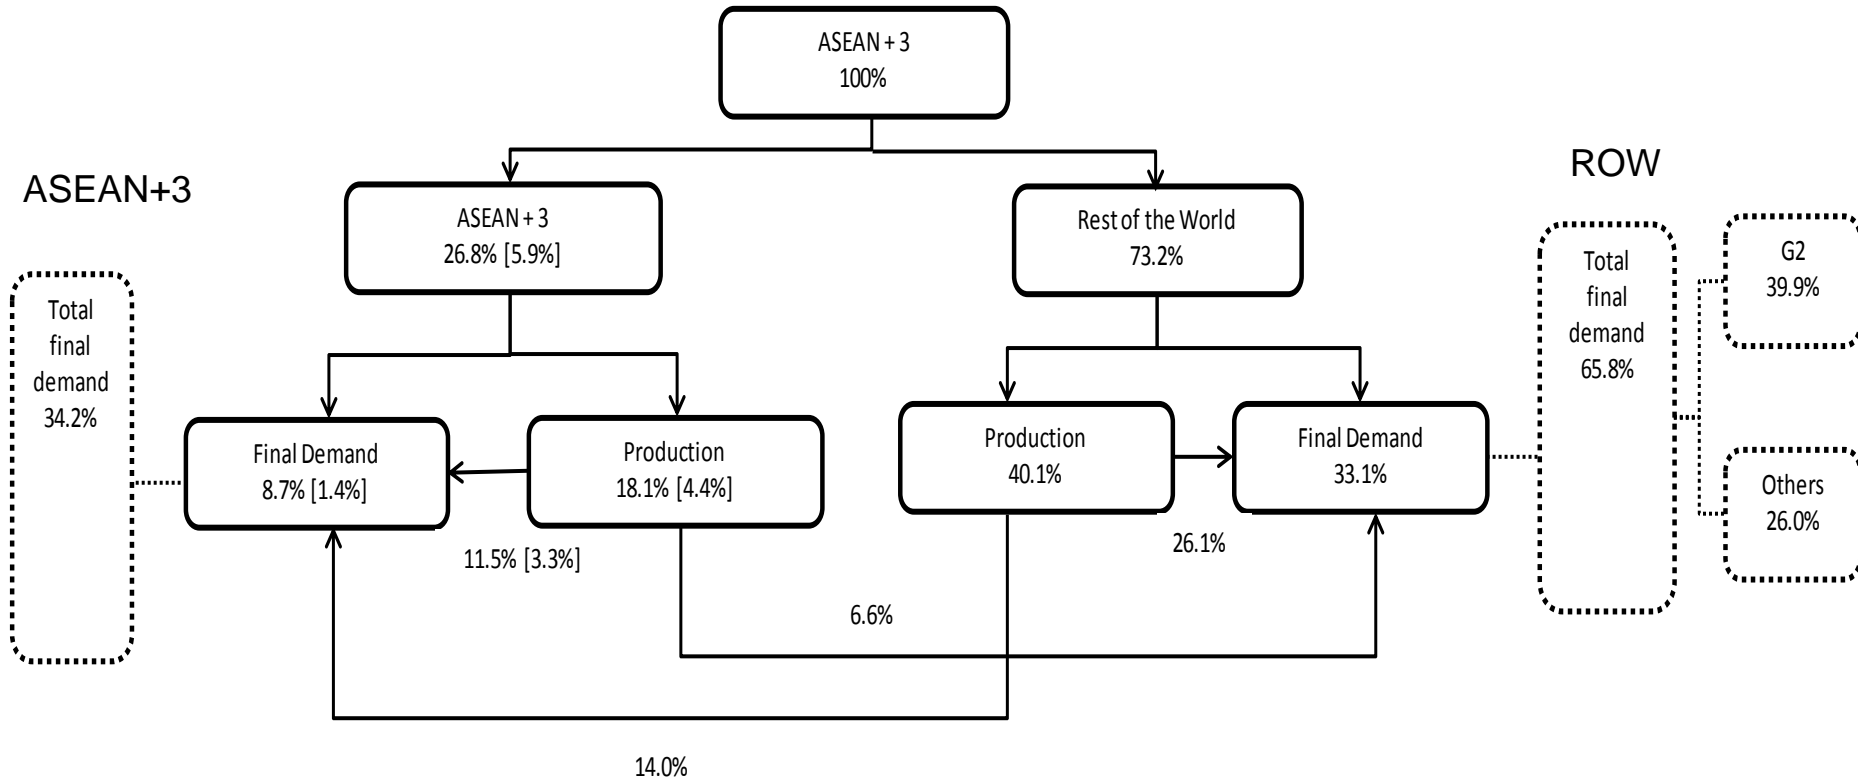 ASEAN + 3
100%
ASEAN+3
ROW
ASEAN + 3
26.8% [5.9%]
Rest of the World
73.2%
Total
final
demand
34.2%
Total
final
demand
65.8%
G2
39.9%
Others
26.0%
Final Demand
8.7% [1.4%]
Production
18.1% [4.4%]
Production
40.1%
Final Demand
33.1%
11.5% [3.3%]
26.1%
6.6%
14.0%